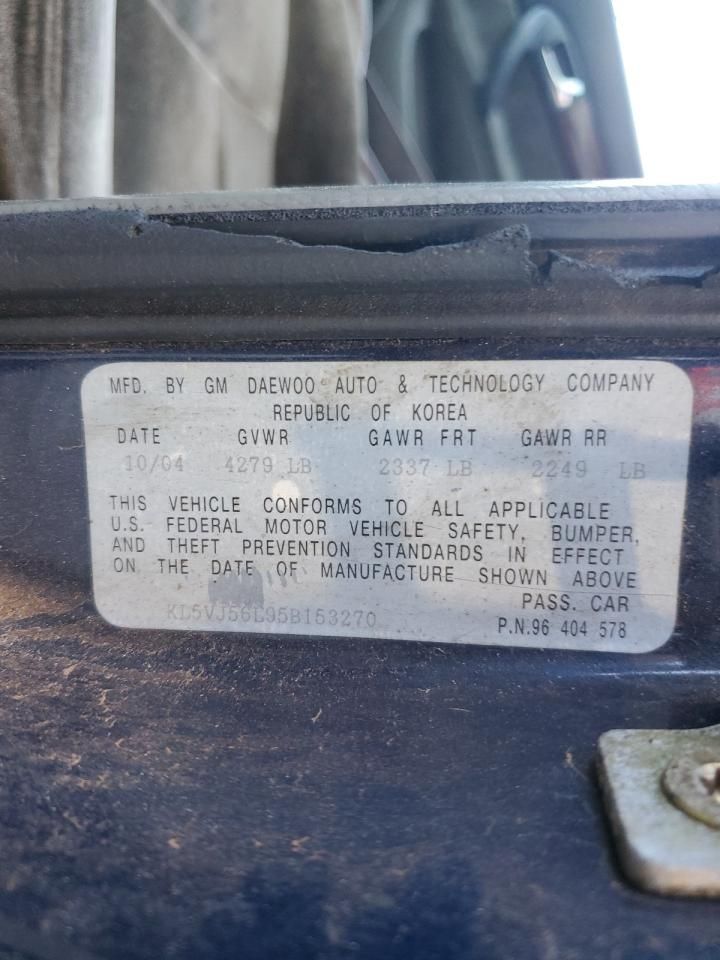 MFD. BY GM DAEWOO AUTO & TECHNOLOGY COMPANY
REPUBLIC OF KOREA
DATE GVWR GAWR FRT GAWR RR
10/04 4279 LB 2337 LB 2249 LB
THIS VEHICLE CONFORMS TO ALL APPLICABLE
U.S. FEDERAL MOTOR VEHICLE SAFETY, BUMPER,
AND THEFT PREVENTION STANDARDS IN EFFECT
ON THE DATE OF MANUFACTURE SHOWN ABOVE
PASS. CAR
KL5VJ56L95B153270
P.N.96 404 578